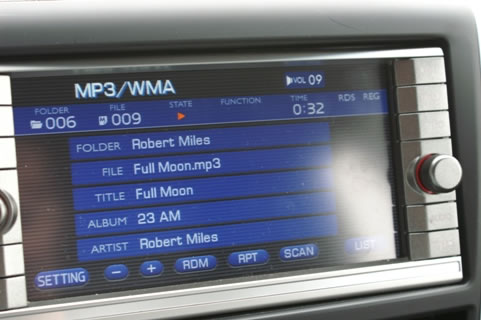 MP3/WMA VOL 09
FOLDER FILE STATE FUNCTION TIME RDS REG
006 009 0:32
FOLDER Robert Miles
FILE Full Moon.mp3
TITLE Full Moon
ALBUM 23 AM
ARTIST Robert Miles
SETTING - + RDM RPT SCAN LIST